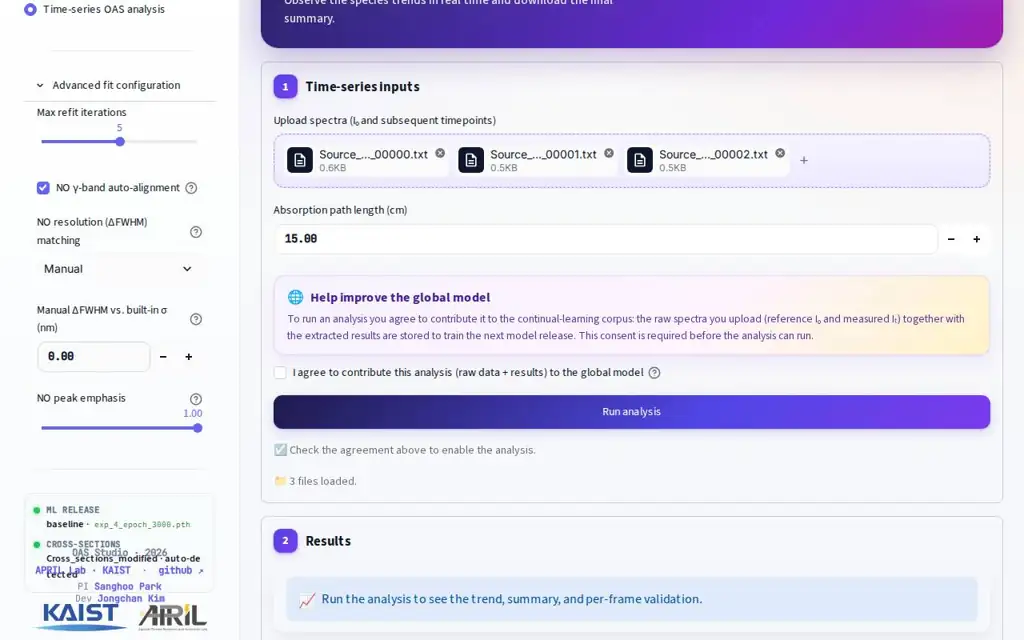 Time-series OAS analysis
Advanced fit configuration
Max refit iterations
5
NO γ-band auto-alignment
NO resolution (ΔFWHM)
matching
Manual
Manual ΔFWHM vs. built-in σ
(nm)
0.00
NO peak emphasis
1.00
ML RELEASE
baseline · exp_4_epoch_3000.pth
CROSS-SECTIONS
Cross_sections_modified · auto-de
tected
OAS Studio · 2026
APRIL Lab · KAIST · github ↗
PI Sanghoo Park
Dev Jongchan Kim
KAIST
APRIL
Observe the species trends in real time and download the final
summary.
1 Time-series inputs
Upload spectra (I₀ and subsequent timepoints)
Source_..._00000.txt
0.6KB
Source_..._00001.txt
0.5KB
Source_..._00002.txt
0.5KB
Absorption path length (cm)
15.00
Help improve the global model
To run an analysis you agree to contribute it to the continual-learning corpus: the raw spectra you upload (reference I₀ and measured Iₜ) together with
the extracted results are stored to train the next model release. This consent is required before the analysis can run.
I agree to contribute this analysis (raw data + results) to the global model
Run analysis
☑️ Check the agreement above to enable the analysis.
📁 3 files loaded.
2 Results
📈 Run the analysis to see the trend, summary, and per-frame validation.